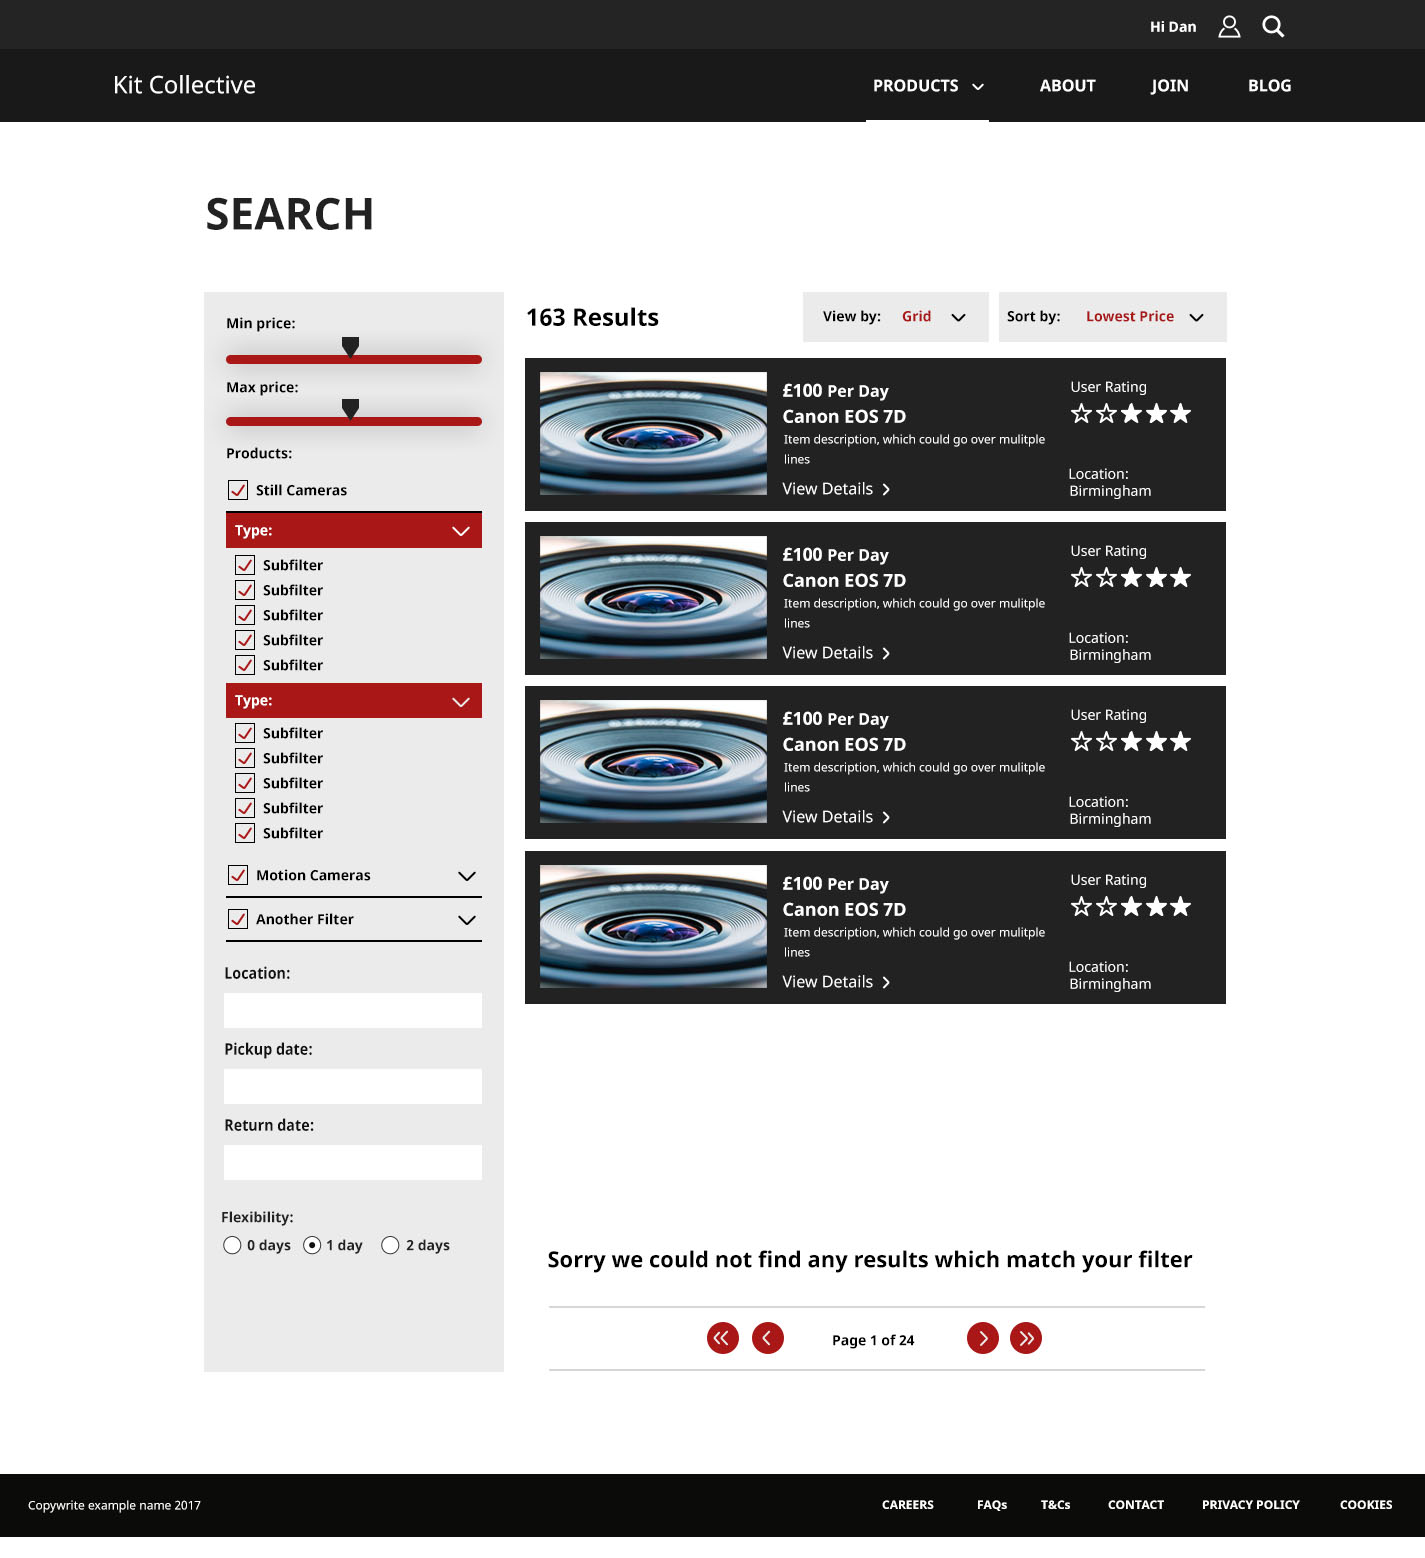 Hi Dan
Kit Collective
PRODUCTS
ABOUT
JOIN
BLOG
SEARCH
Min price:
Max price:
Products:
Still Cameras
Type:
Subfilter
Subfilter
Subfilter
Subfilter
Subfilter
Type:
Subfilter
Subfilter
Subfilter
Subfilter
Subfilter
Motion Cameras
Another Filter
Location:
Pickup date:
Return date:
Flexibility:
0 days 1 day 2 days
163 Results
View by: Grid
Sort by: Lowest Price
£100 Per Day
Canon EOS 7D
Item description, which could go over mulitple
lines
View Details
User Rating
Location:
Birmingham
£100 Per Day
Canon EOS 7D
Item description, which could go over mulitple
lines
View Details
User Rating
Location:
Birmingham
£100 Per Day
Canon EOS 7D
Item description, which could go over mulitple
lines
View Details
User Rating
Location:
Birmingham
£100 Per Day
Canon EOS 7D
Item description, which could go over mulitple
lines
View Details
User Rating
Location:
Birmingham
Sorry we could not find any results which match your filter
Page 1 of 24
Copywrite example name 2017
CAREERS
FAQs
T&Cs
CONTACT
PRIVACY POLICY
COOKIES